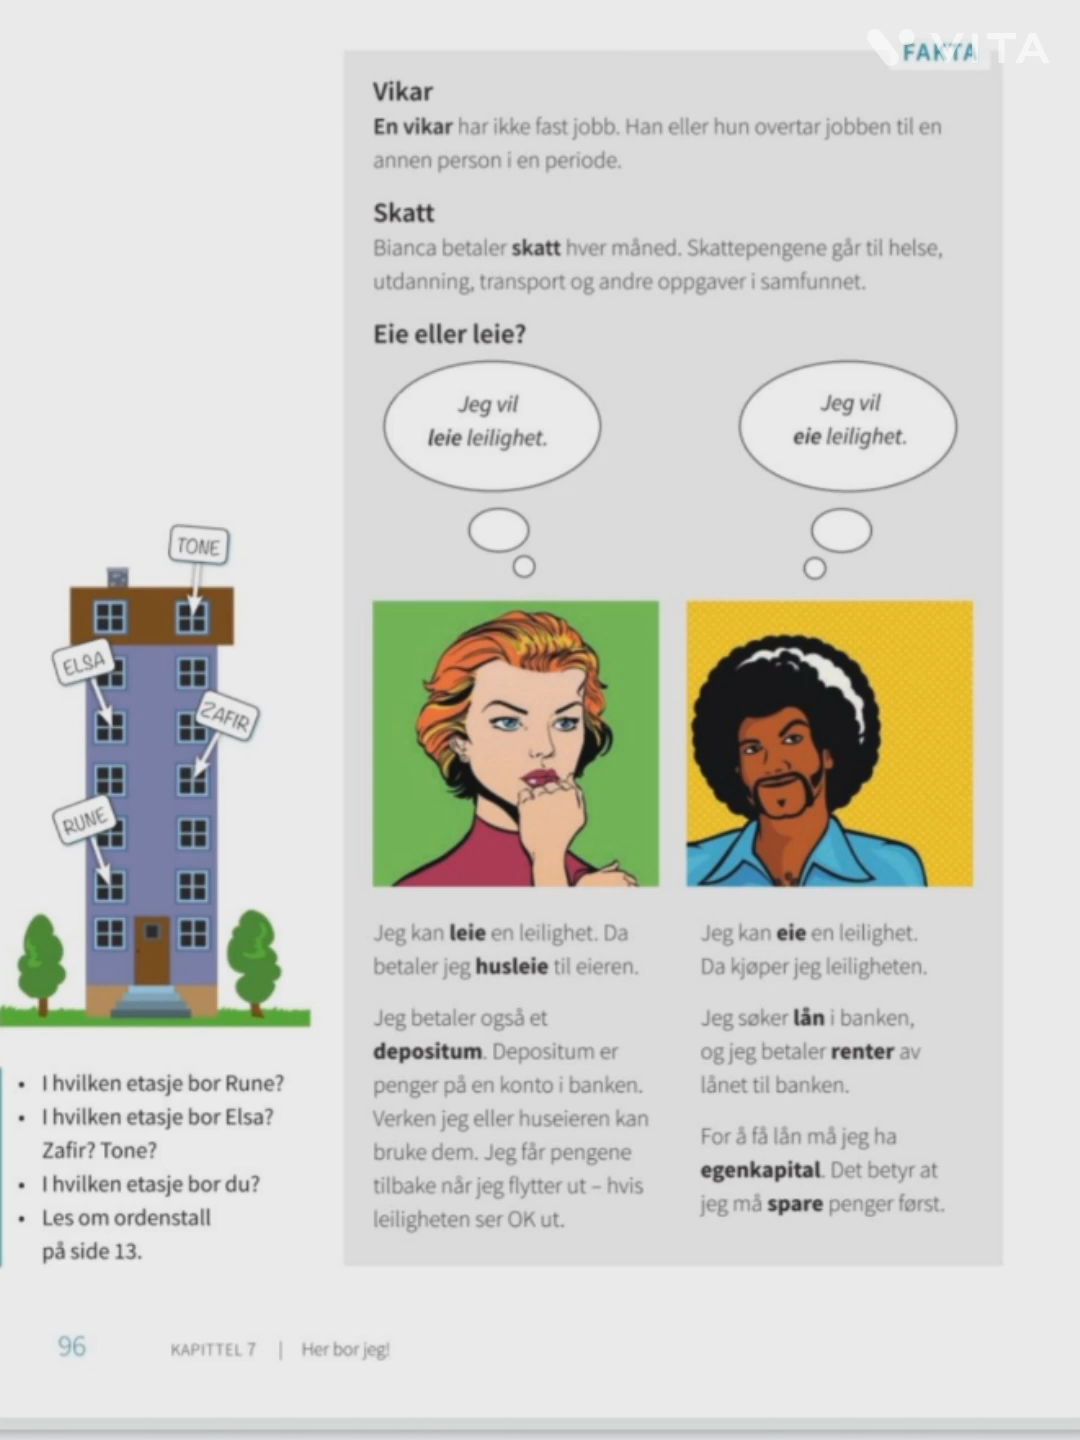 VITA
FAKTA
Vikar
En vikar har ikke fast jobb. Han eller hun overtar jobben til en
annen person i en periode.
Skatt
Bianca betaler skatt hver måned. Skattepengene går til helse,
utdanning, transport og andre oppgaver i samfunnet.
Eie eller leie?
Jeg vil
leie leilighet.
Jeg vil
eie leilighet.
TONE
ELSA
ZAFIR
RUNE
Jeg kan leie en leilighet. Da
betaler jeg husleie til eieren.
Jeg betaler også et
depositum. Depositum er
penger på en konto i banken.
Verken jeg eller huseieren kan
bruke dem. Jeg får pengene
tilbake når jeg flytter ut – hvis
leiligheten ser OK ut.
Jeg kan eie en leilighet.
Da kjøper jeg leiligheten.
Jeg søker lån i banken,
og jeg betaler renter av
lånet til banken.
For å få lån må jeg ha
egenkapital. Det betyr at
jeg må spare penger først.
• I hvilken etasje bor Rune?
• I hvilken etasje bor Elsa?
Zafir? Tone?
• I hvilken etasje bor du?
• Les om ordenstall
på side 13.
96 KAPITTEL 7 | Her bor jeg!